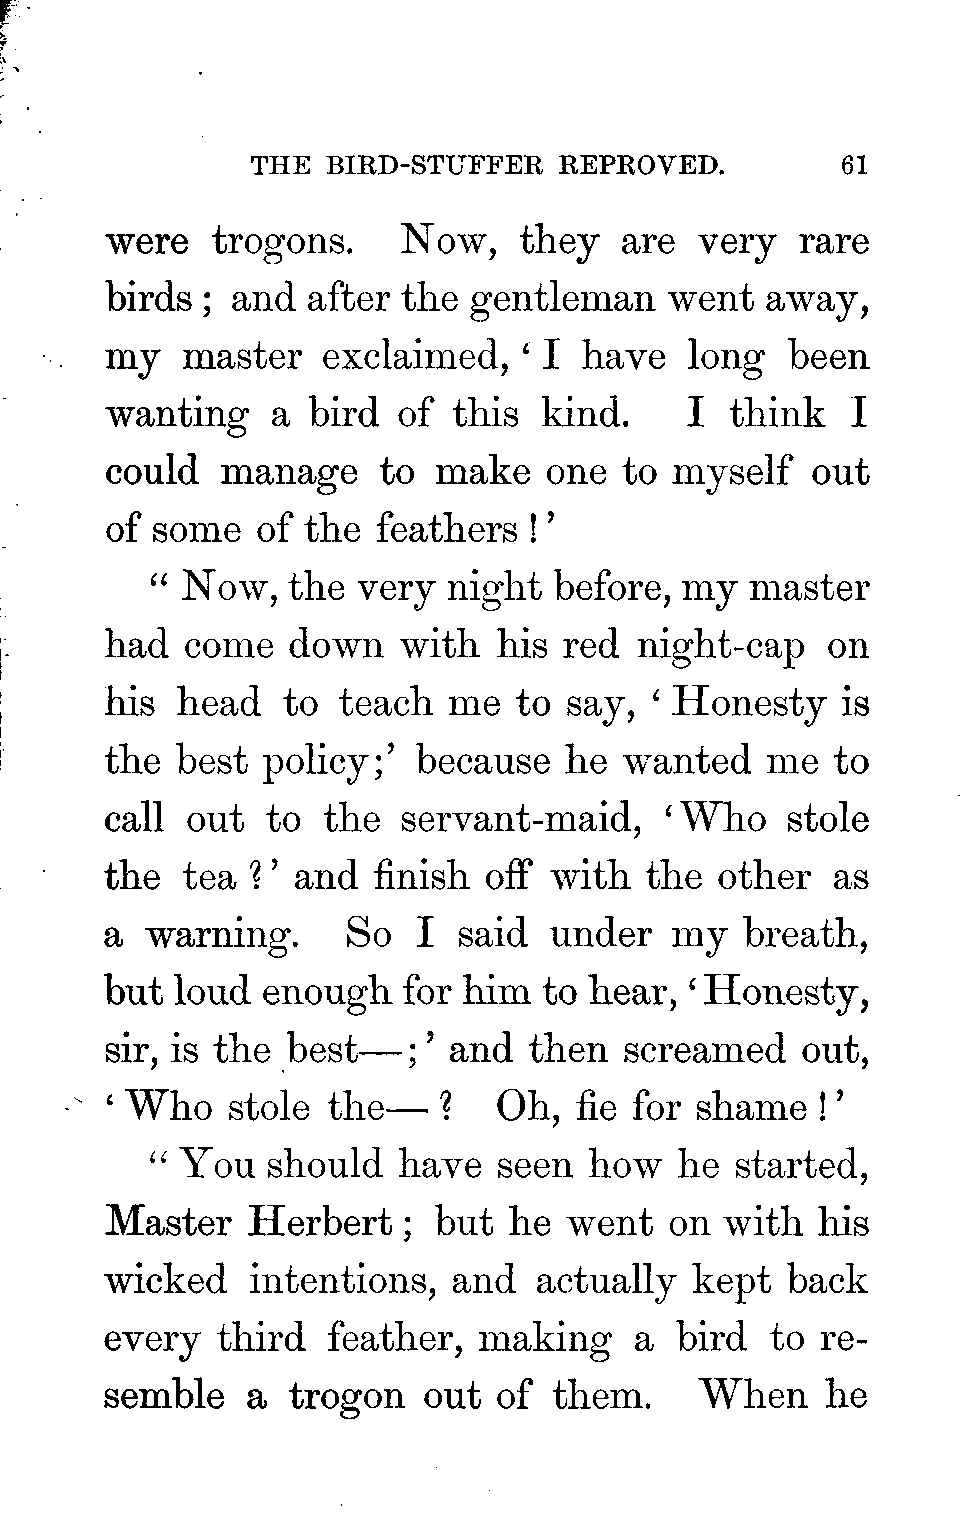 THE BIRD-STUFFER REPROVED. 61
were trogons. Now, they are very rare
birds ; and after the gentleman went away,
my master exclaimed, ‘ I have long been
wanting a bird of this kind. I think I
could manage to make one to myself out
of some of the feathers ! ’
“ Now, the very night before, my master
had come down with his red night-cap on
his head to teach me to say, ‘ Honesty is
the best policy;’ because he wanted me to
call out to the servant-maid, ‘ Who stole
the tea ? ’ and finish off with the other as
a warning. So I said under my breath,
but loud enough for him to hear, ‘ Honesty,
sir, is the best— ; ’ and then screamed out,
‘ Who stole the— ? Oh, fie for shame ! ’
“ You should have seen how he started,
Master Herbert ; but he went on with his
wicked intentions, and actually kept back
every third feather, making a bird to re-
semble a trogon out of them. When he